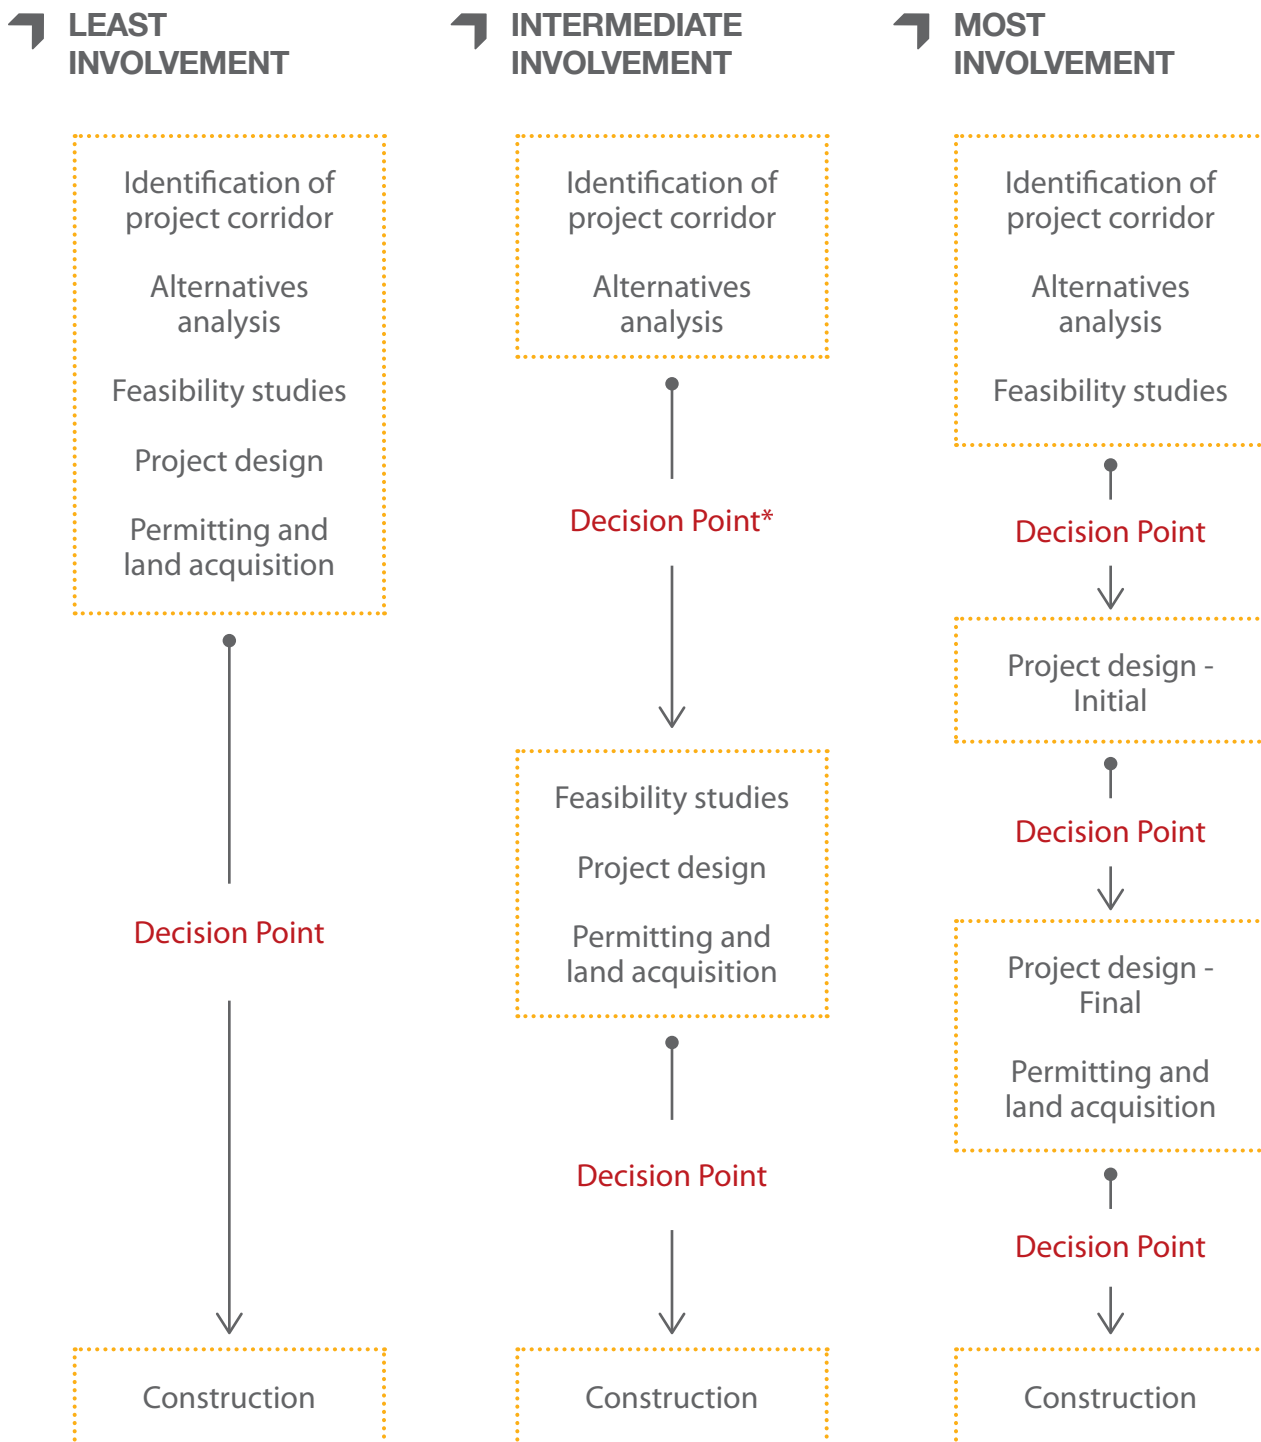 LEAST
INVOLVEMENT
Identification of
project corridor
Alternatives
analysis
Feasibility studies
Project design
Permitting and
land acquisition
Decision Point
Construction
INTERMEDIATE
INVOLVEMENT
Identification of
project corridor
Alternatives
analysis
Decision Point*
Feasibility studies
Project design
Permitting and
land acquisition
Decision Point
Construction
MOST
INVOLVEMENT
Identification of
project corridor
Alternatives
analysis
Feasibility studies
Decision Point
Project design -
Initial
Decision Point
Project design -
Final
Permitting and
land acquisition
Decision Point
Construction